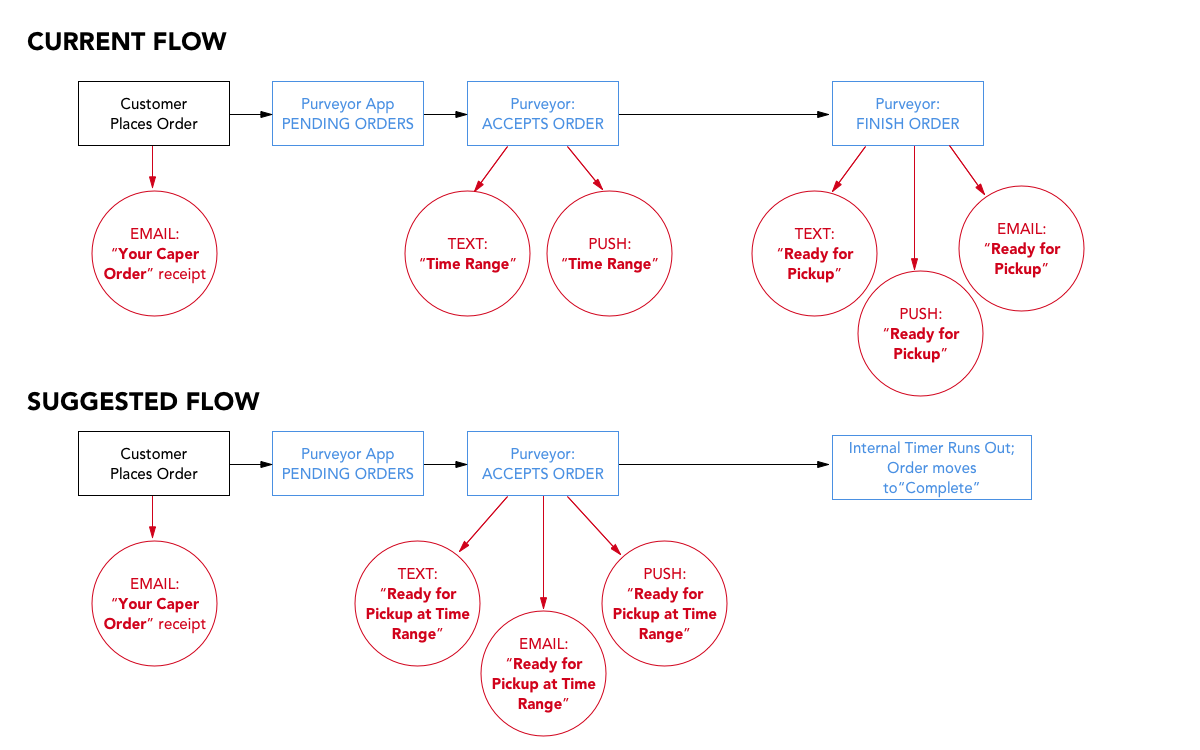 CURRENT FLOW
Customer
Places Order
Purveyor App
PENDING ORDERS
Purveyor:
ACCEPTS ORDER
Purveyor:
FINISH ORDER
EMAIL:
“Your Caper
Order” receipt
TEXT:
“Time Range”
PUSH:
“Time Range”
TEXT:
“Ready for
Pickup”
PUSH:
“Ready for
Pickup”
EMAIL:
“Ready for
Pickup”
SUGGESTED FLOW
Customer
Places Order
Purveyor App
PENDING ORDERS
Purveyor:
ACCEPTS ORDER
Internal Timer Runs Out;
Order moves
to“Complete”
EMAIL:
“Your Caper
Order” receipt
TEXT:
“Ready for
Pickup at Time
Range”
EMAIL:
“Ready for
Pickup at Time
Range”
PUSH:
“Ready for
Pickup at Time
Range”